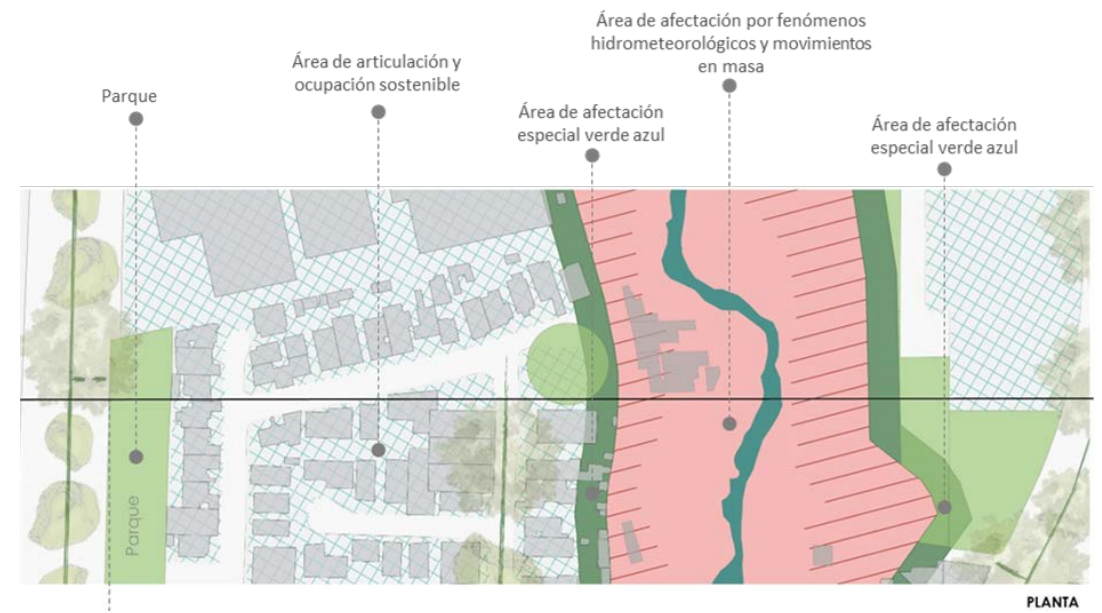 Área de afectación por fenómenos
hidrometeorológicos y movimientos
en masa
Área de articulación y
ocupación sostenible
Parque
Área de afectación
especial verde azul
Área de afectación
especial verde azul
Parque
PLANTA